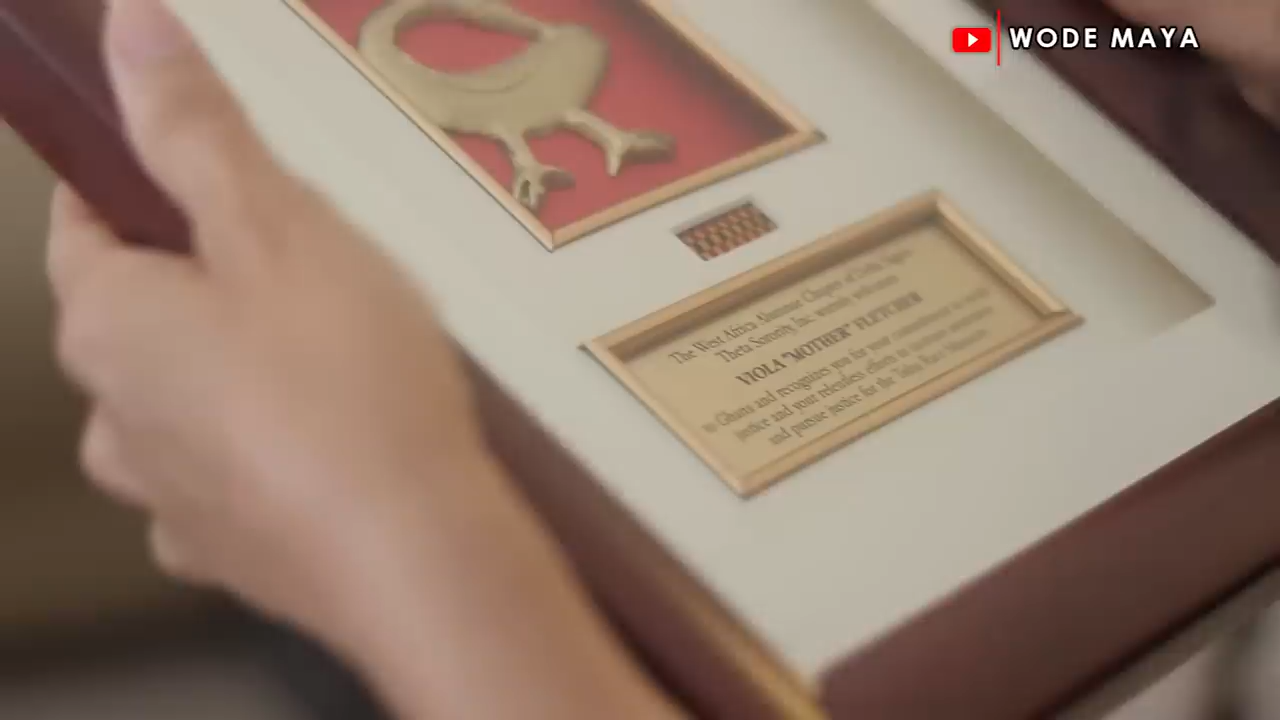 WODE MAYA
The West Africa Alumnae Chapter of Delta Sigma
Theta Sorority, Inc. warmly welcomes
VIOLA "MOTHER" FLETCHER
to Ghana and recognizes you for your commitment to
justice and your relentless efforts to
and pursue justice for the Tulsa Race Massacre